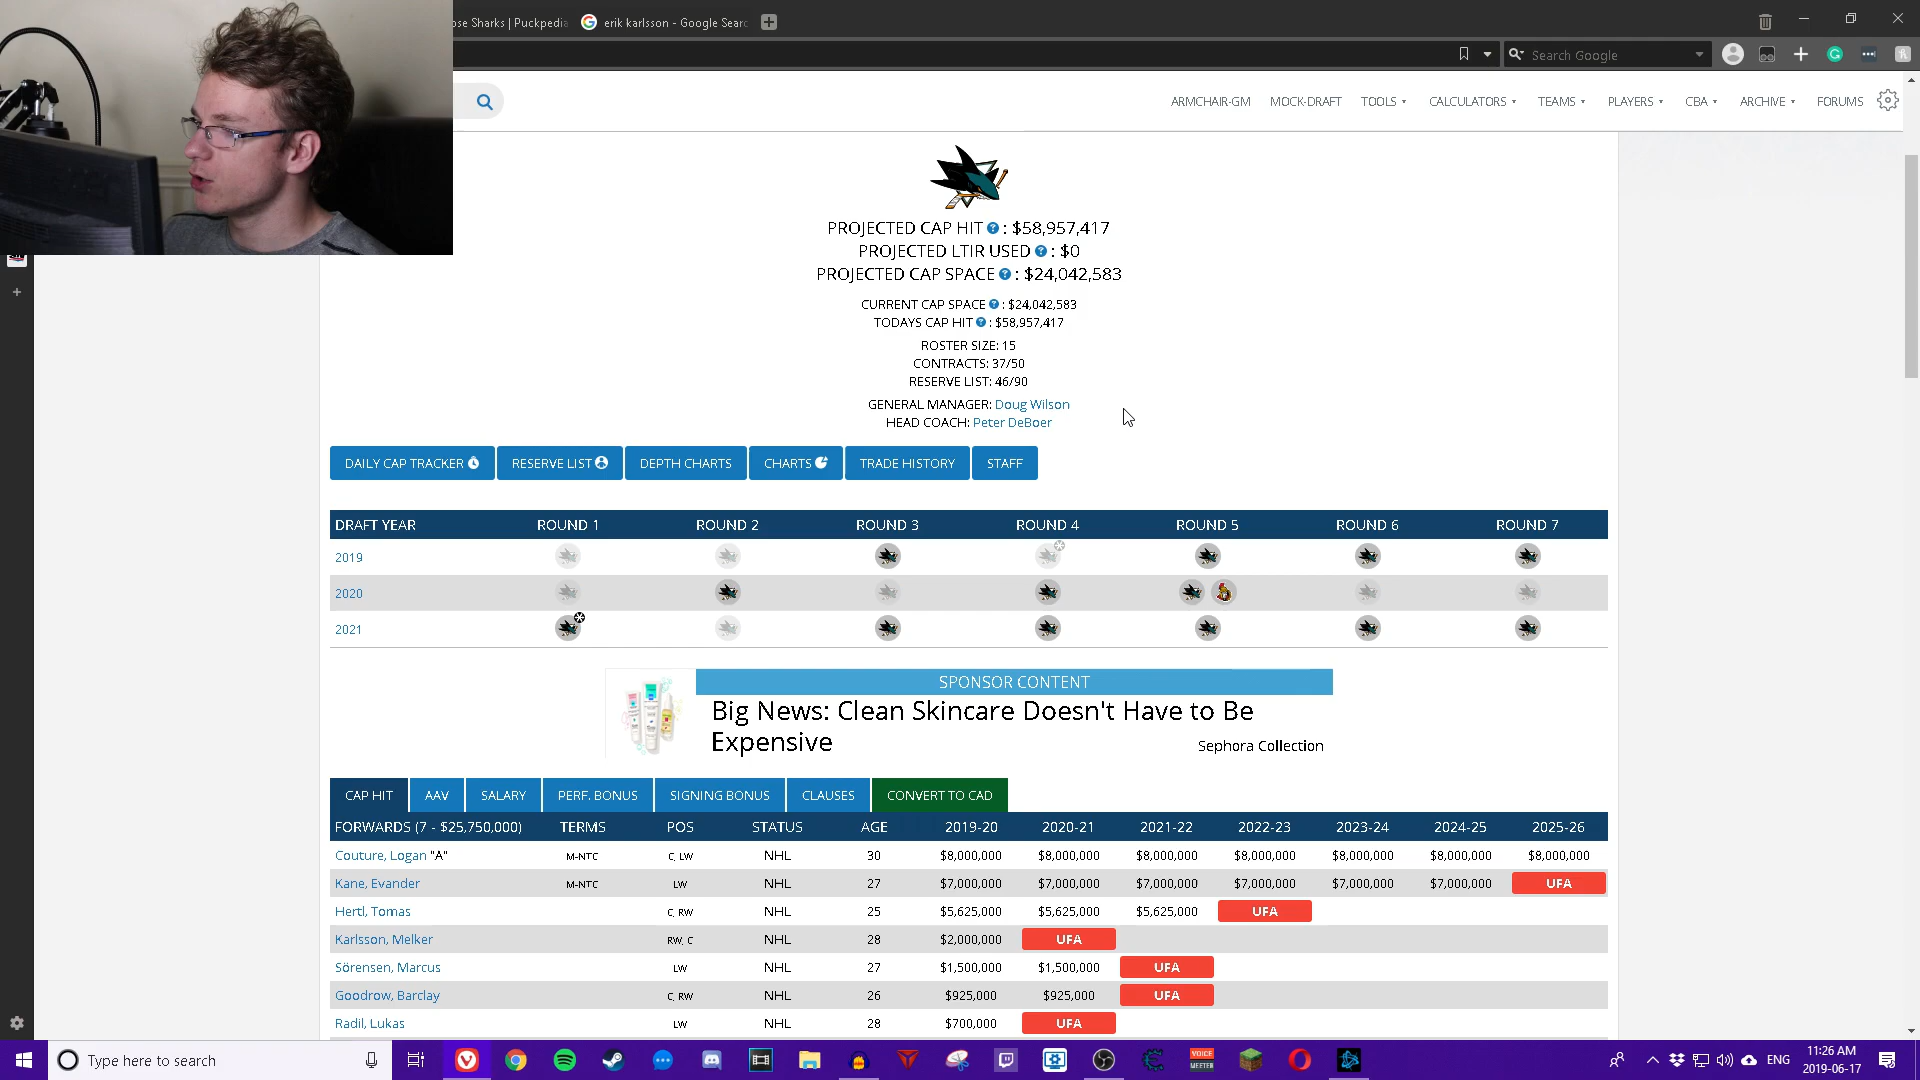 ose Sharks | Puckpedia
erik karlsson - Google Searc
Search Google
ARMCHAIR-GM MOCK-DRAFT TOOLS CALCULATORS TEAMS PLAYERS CBA ARCHIVE FORUMS
PROJECTED CAP HIT ? : $58,957,417
PROJECTED LTIR USED ? : $0
PROJECTED CAP SPACE ? : $24,042,583
CURRENT CAP SPACE ? : $24,042,583
TODAYS CAP HIT ? : $58,957,417
ROSTER SIZE: 15
CONTRACTS: 37/50
RESERVE LIST: 46/90
GENERAL MANAGER: Doug Wilson
HEAD COACH: Peter DeBoer
DAILY CAP TRACKER RESERVE LIST DEPTH CHARTS CHARTS TRADE HISTORY STAFF
DRAFT YEAR ROUND 1 ROUND 2 ROUND 3 ROUND 4 ROUND 5 ROUND 6 ROUND 7
2019
2020
2021
SPONSOR CONTENT
Big News: Clean Skincare Doesn't Have to Be
Expensive
Sephora Collection
CAP HIT AAV SALARY PERF. BONUS SIGNING BONUS CLAUSES CONVERT TO CAD
FORWARDS (7 - $25,750,000) TERMS POS STATUS AGE 2019-20 2020-21 2021-22 2022-23 2023-24 2024-25 2025-26
Couture, Logan "A" M-NTC C, LW NHL 30 $8,000,000 $8,000,000 $8,000,000 $8,000,000 $8,000,000 $8,000,000 $8,000,000
Kane, Evander M-NTC LW NHL 27 $7,000,000 $7,000,000 $7,000,000 $7,000,000 $7,000,000 $7,000,000 UFA
Hertl, Tomas C, RW NHL 25 $5,625,000 $5,625,000 $5,625,000 UFA
Karlsson, Melker RW, C NHL 28 $2,000,000 UFA
Sörensen, Marcus LW NHL 27 $1,500,000 $1,500,000 UFA
Goodrow, Barclay C, RW NHL 26 $925,000 $925,000 UFA
Radil, Lukas LW NHL 28 $700,000 UFA
Type here to search
VOICE
MEETER
ENG
11:26 AM
2019-06-17